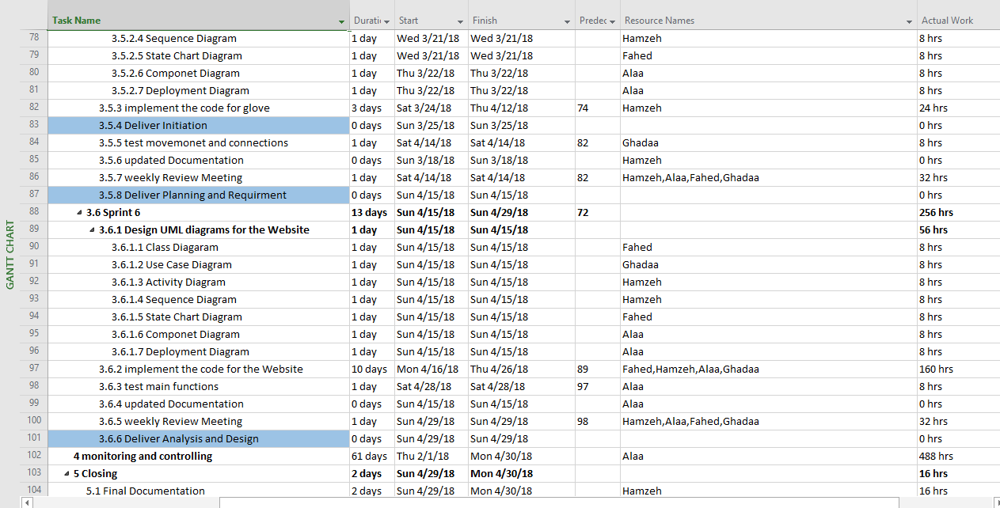 Task Name Duratic Start Finish Predec Resource Names Actual Work
78 3.5.2.4 Sequence Diagram 1 day Wed 3/21/18 Wed 3/21/18 Hamzeh 8 hrs
79 3.5.2.5 State Chart Diagram 1 day Wed 3/21/18 Wed 3/21/18 Fahed 8 hrs
80 3.5.2.6 Componet Diagram 1 day Thu 3/22/18 Thu 3/22/18 Alaa 8 hrs
81 3.5.2.7 Deployment Diagram 1 day Thu 3/22/18 Thu 3/22/18 Alaa 8 hrs
82 3.5.3 implement the code for glove 3 days Sat 3/24/18 Thu 4/12/18 74 Hamzeh 24 hrs
83 3.5.4 Deliver Initiation 0 days Sun 3/25/18 Sun 3/25/18 0 hrs
84 3.5.5 test movemonet and connections 1 day Sat 4/14/18 Sat 4/14/18 82 Ghadaa 8 hrs
85 3.5.6 updated Documentation 0 days Sun 3/18/18 Sun 3/18/18 Hamzeh 0 hrs
86 3.5.7 weekly Review Meeting 1 day Sat 4/14/18 Sat 4/14/18 82 Hamzeh,Alaa,Fahed,Ghadaa 32 hrs
87 3.5.8 Deliver Planning and Requirment 0 days Sun 4/15/18 Sun 4/15/18 0 hrs
88 3.6 Sprint 6 13 days Sun 4/15/18 Sun 4/29/18 72 256 hrs
89 3.6.1 Design UML diagrams for the Website 1 day Sun 4/15/18 Sun 4/15/18 56 hrs
90 3.6.1.1 Class Diagaram 1 day Sun 4/15/18 Sun 4/15/18 Fahed 8 hrs
91 3.6.1.2 Use Case Diagram 1 day Sun 4/15/18 Sun 4/15/18 Ghadaa 8 hrs
92 3.6.1.3 Activity Diagram 1 day Sun 4/15/18 Sun 4/15/18 Hamzeh 8 hrs
93 3.6.1.4 Sequence Diagram 1 day Sun 4/15/18 Sun 4/15/18 Hamzeh 8 hrs
94 3.6.1.5 State Chart Diagram 1 day Sun 4/15/18 Sun 4/15/18 Fahed 8 hrs
95 3.6.1.6 Componet Diagram 1 day Sun 4/15/18 Sun 4/15/18 Alaa 8 hrs
96 3.6.1.7 Deployment Diagram 1 day Sun 4/15/18 Sun 4/15/18 Alaa 8 hrs
97 3.6.2 implement the code for the Website 10 days Mon 4/16/18 Thu 4/26/18 89 Fahed,Hamzeh,Alaa,Ghadaa 160 hrs
98 3.6.3 test main functions 1 day Sat 4/28/18 Sat 4/28/18 97 Alaa 8 hrs
99 3.6.4 updated Documentation 0 days Sun 4/15/18 Sun 4/15/18 Alaa 0 hrs
100 3.6.5 weekly Review Meeting 1 day Sun 4/29/18 Sun 4/29/18 98 Hamzeh,Alaa,Fahed,Ghadaa 32 hrs
101 3.6.6 Deliver Analysis and Design 0 days Sun 4/29/18 Sun 4/29/18 0 hrs
102 4 monitoring and controlling 61 days Thu 2/1/18 Mon 4/30/18 Alaa 488 hrs
103 5 Closing 2 days Sun 4/29/18 Mon 4/30/18 16 hrs
104 5.1 Final Documentation 2 days Sun 4/29/18 Mon 4/30/18 Hamzeh 16 hrs
GANTT CHART